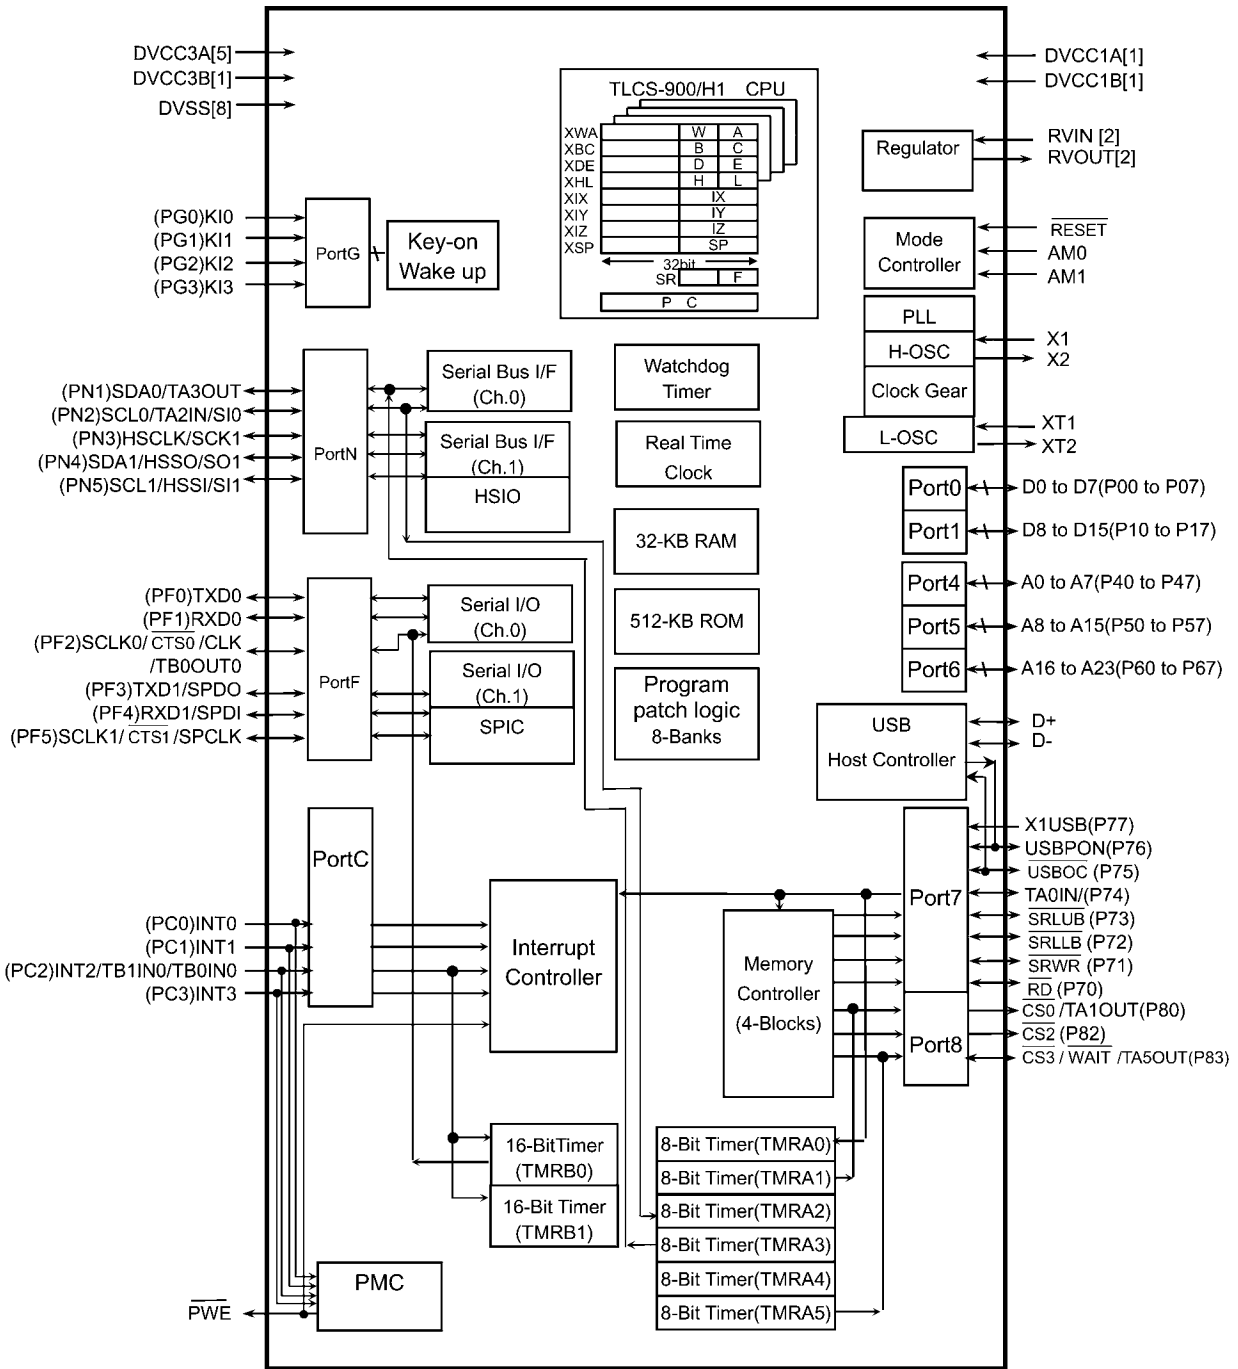 DVCC3A[5]
DVCC3B[1]
DVSS[8]
(PG0)KI0
(PG1)KI1
(PG2)KI2
(PG3)KI3
PortG
Key-on
Wake up
TLCS-900/H1 CPU
XWA W A
XBC B C
XDE D E
XHL H L
XIX IX
XIY IY
XIZ IZ
XSP SP
32bit
SR F
P C
DVCC1A[1]
DVCC1B[1]
Regulator
RVIN [2]
RVOUT[2]
Mode
Controller
RESET
AM0
AM1
PLL
H-OSC
Clock Gear
L-OSC
X1
X2
XT1
XT2
(PN1)SDA0/TA3OUT
(PN2)SCL0/TA2IN/SI0
(PN3)HSCLK/SCK1
(PN4)SDA1/HSSO/SO1
(PN5)SCL1/HSSI/SI1
PortN
Serial Bus I/F
(Ch.0)
Serial Bus I/F
(Ch.1)
HSIO
Watchdog
Timer
Real Time
Clock
32-KB RAM
512-KB ROM
Program
patch logic
8-Banks
Port0
Port1
D0 to D7(P00 to P07)
D8 to D15(P10 to P17)
Port4
Port5
Port6
A0 to A7(P40 to P47)
A8 to A15(P50 to P57)
A16 to A23(P60 to P67)
(PF0)TXD0
(PF1)RXD0
(PF2)SCLK0/ CTS0 /CLK
/TB0OUT0
(PF3)TXD1/SPDO
(PF4)RXD1/SPDI
(PF5)SCLK1/ CTS1 /SPCLK
PortF
Serial I/O
(Ch.0)
Serial I/O
(Ch.1)
SPIC
USB
Host Controller
D+
D-
PortC
(PC0)INT0
(PC1)INT1
(PC2)INT2/TB1IN0/TB0IN0
(PC3)INT3
Interrupt
Controller
Memory
Controller
(4-Blocks)
Port7
Port8
X1USB(P77)
USBPON(P76)
USBOC (P75)
TA0IN/(P74)
SRLUB (P73)
SRLLB (P72)
SRWR (P71)
RD (P70)
CS0 /TA1OUT(P80)
CS2 (P82)
CS3 / WAIT /TA5OUT(P83)
16-BitTimer
(TMRB0)
16-Bit Timer
(TMRB1)
8-Bit Timer(TMRA0)
8-Bit Timer(TMRA1)
8-Bit Timer(TMRA2)
8-Bit Timer(TMRA3)
8-Bit Timer(TMRA4)
8-Bit Timer(TMRA5)
PMC
PWE